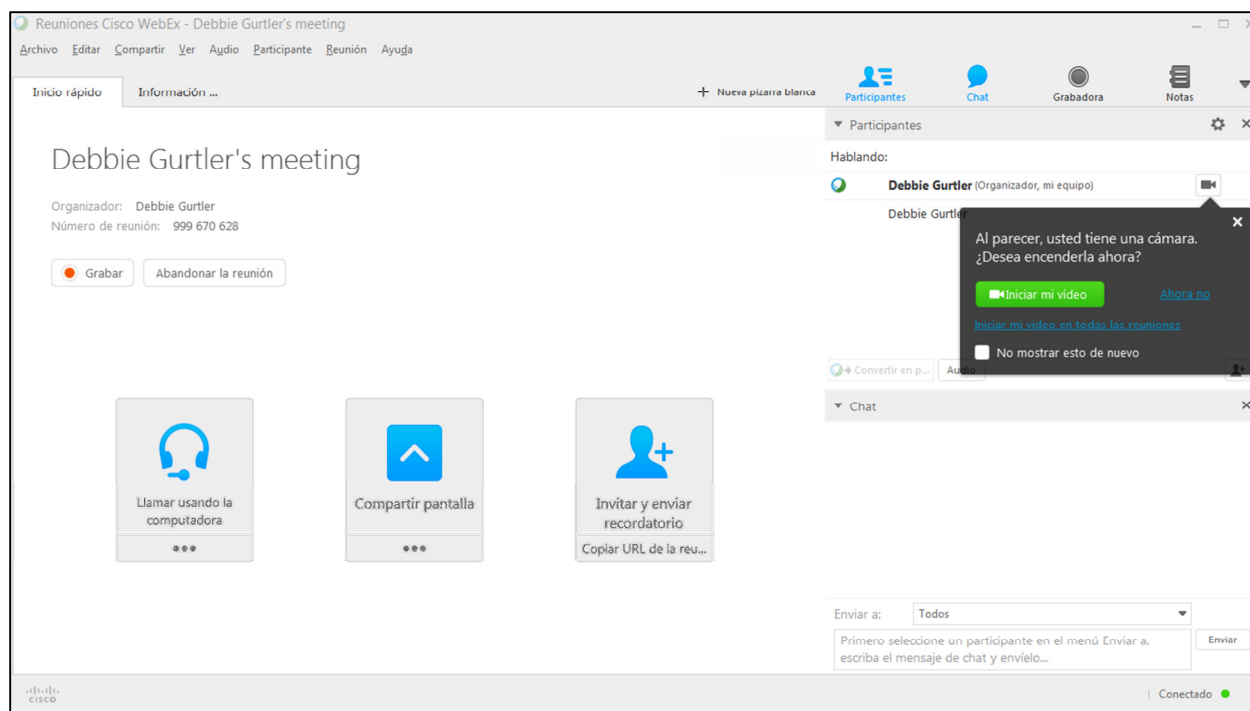 Reuniones Cisco WebEx - Debbie Gurtler's meeting
Archivo Editar Compartir Ver Audio Participante Reunión Ayuda
Inicio rápido Información ... + Nueva pizarra blanca
Participantes Chat Grabadora Notas
Participantes
Hablando:
Debbie Gurtler (Organizador, mi equipo)
Debbie Gurtler
Al parecer, usted tiene una cámara.
¿Desea encenderla ahora?
Iniciar mi vídeo Ahora no
Iniciar mi vídeo en todas las reuniones
No mostrar esto de nuevo
Convertir en p... Audio
Debbie Gurtler's meeting
Organizador: Debbie Gurtler
Número de reunión: 999 670 628
Grabar Abandonar la reunión
Llamar usando la
computadora
Compartir pantalla
Invitar y enviar
recordatorio
Copiar URL de la reu...
Chat
Enviar a: Todos
Primero seleccione un participante en el menú Enviar a,
escriba el mensaje de chat y envíelo...
Enviar
CISCO
Conectado